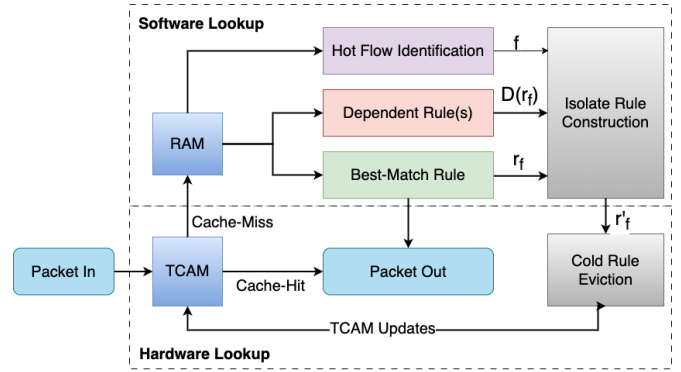 Software Lookup
Hot Flow Identification
f
Dependent Rule(s)
D(rf)
Isolate Rule
Construction
RAM
Best-Match Rule
rf
Cache-Miss
r'f
Packet In
TCAM
Cache-Hit
Packet Out
Cold Rule
Eviction
TCAM Updates
Hardware Lookup